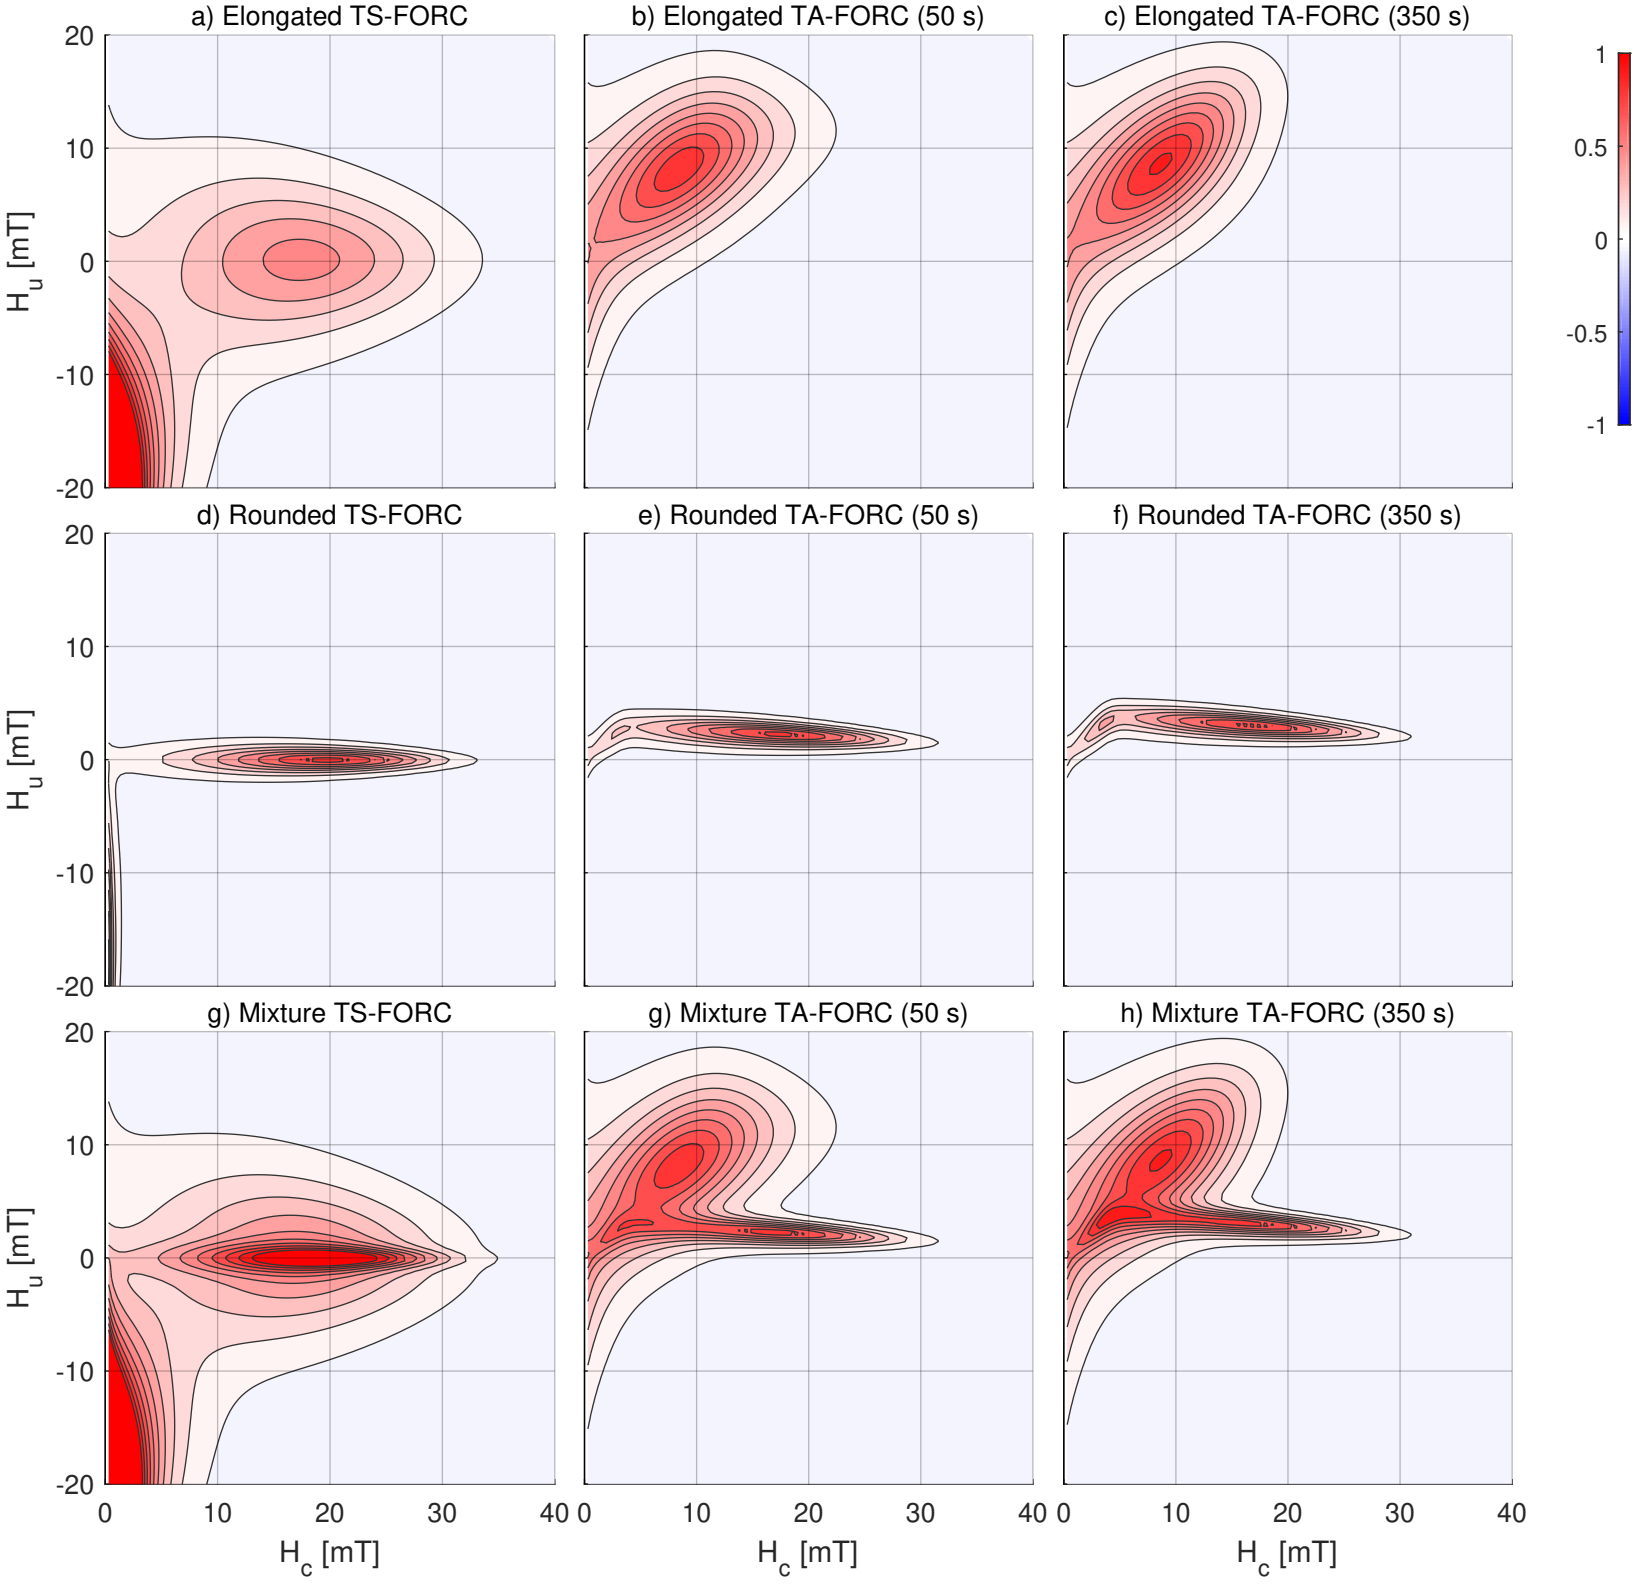 a) Elongated TS-FORC
b) Elongated TA-FORC (50 s)
c) Elongated TA-FORC (350 s)
20
10
0
-10
-20
H_u [mT]
1
0.5
0
-0.5
-1
d) Rounded TS-FORC
e) Rounded TA-FORC (50 s)
f) Rounded TA-FORC (350 s)
20
10
0
-10
-20
H_u [mT]
g) Mixture TS-FORC
g) Mixture TA-FORC (50 s)
h) Mixture TA-FORC (350 s)
20
10
0
-10
-20
H_u [mT]
0 10 20 30 40
0 10 20 30 40
0 10 20 30 40
H_c [mT]
H_c [mT]
H_c [mT]